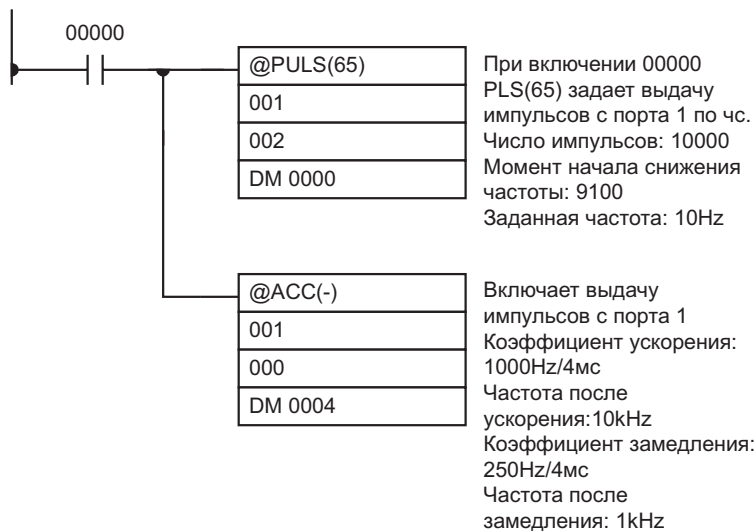 00000
@PULS(65)
001
002
DM 0000
При включении 00000
PLS(65) задает выдачу
импульсов с порта 1 по чс.
Число импульсов: 10000
Момент начала снижения
частоты: 9100
Заданная частота: 10Hz
@ACC(-)
001
000
DM 0004
Включает выдачу
импульсов с порта 1
Коэффициент ускорения:
1000Hz/4мс
Частота после
ускорения:10kHz
Коэффициент замедления:
250Hz/4мс
Частота после
замедления: 1kHz